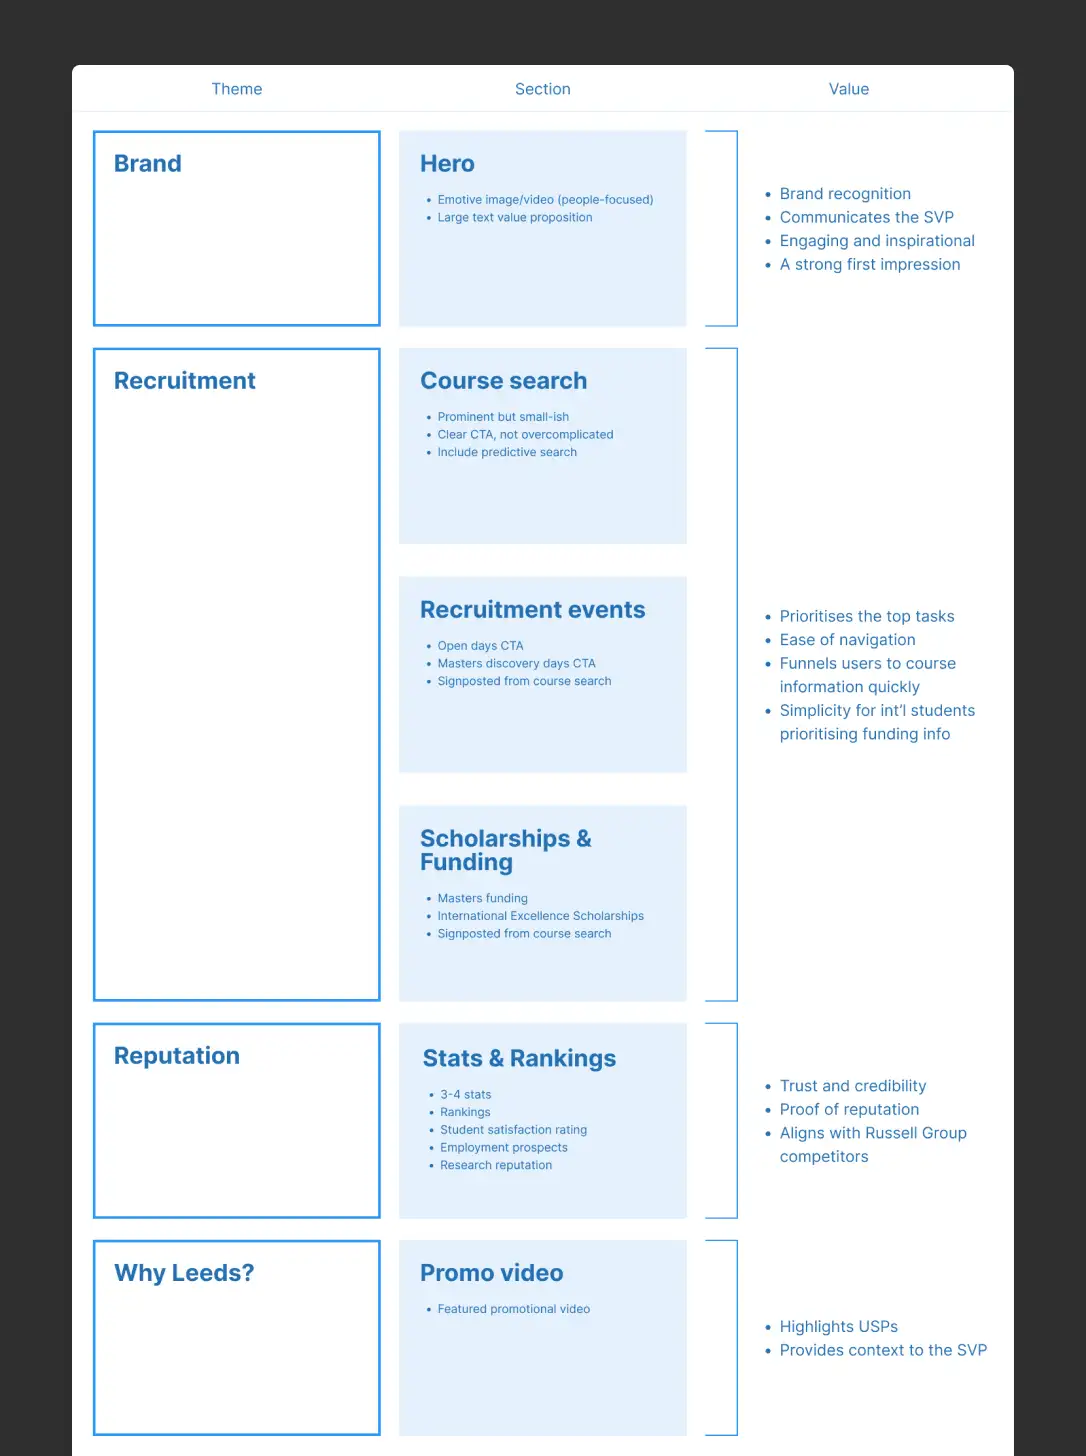 Theme
Section
Value
Brand
Hero
• Emotive image/video (people-focused)
• Large text value proposition
• Brand recognition
• Communicates the SVP
• Engaging and inspirational
• A strong first impression
Recruitment
Course search
• Prominent but small-ish
• Clear CTA, not overcomplicated
• Include predictive search
Recruitment events
• Open days CTA
• Masters discovery days CTA
• Signposted from course search
Scholarships &
Funding
• Masters funding
• International Excellence Scholarships
• Signposted from course search
• Prioritises the top tasks
• Ease of navigation
• Funnels users to course
information quickly
• Simplicity for int’l students
prioritising funding info
Reputation
Stats & Rankings
• 3-4 stats
• Rankings
• Student satisfaction rating
• Employment prospects
• Research reputation
• Trust and credibility
• Proof of reputation
• Aligns with Russell Group
competitors
Why Leeds?
Promo video
• Featured promotional video
• Highlights USPs
• Provides context to the SVP